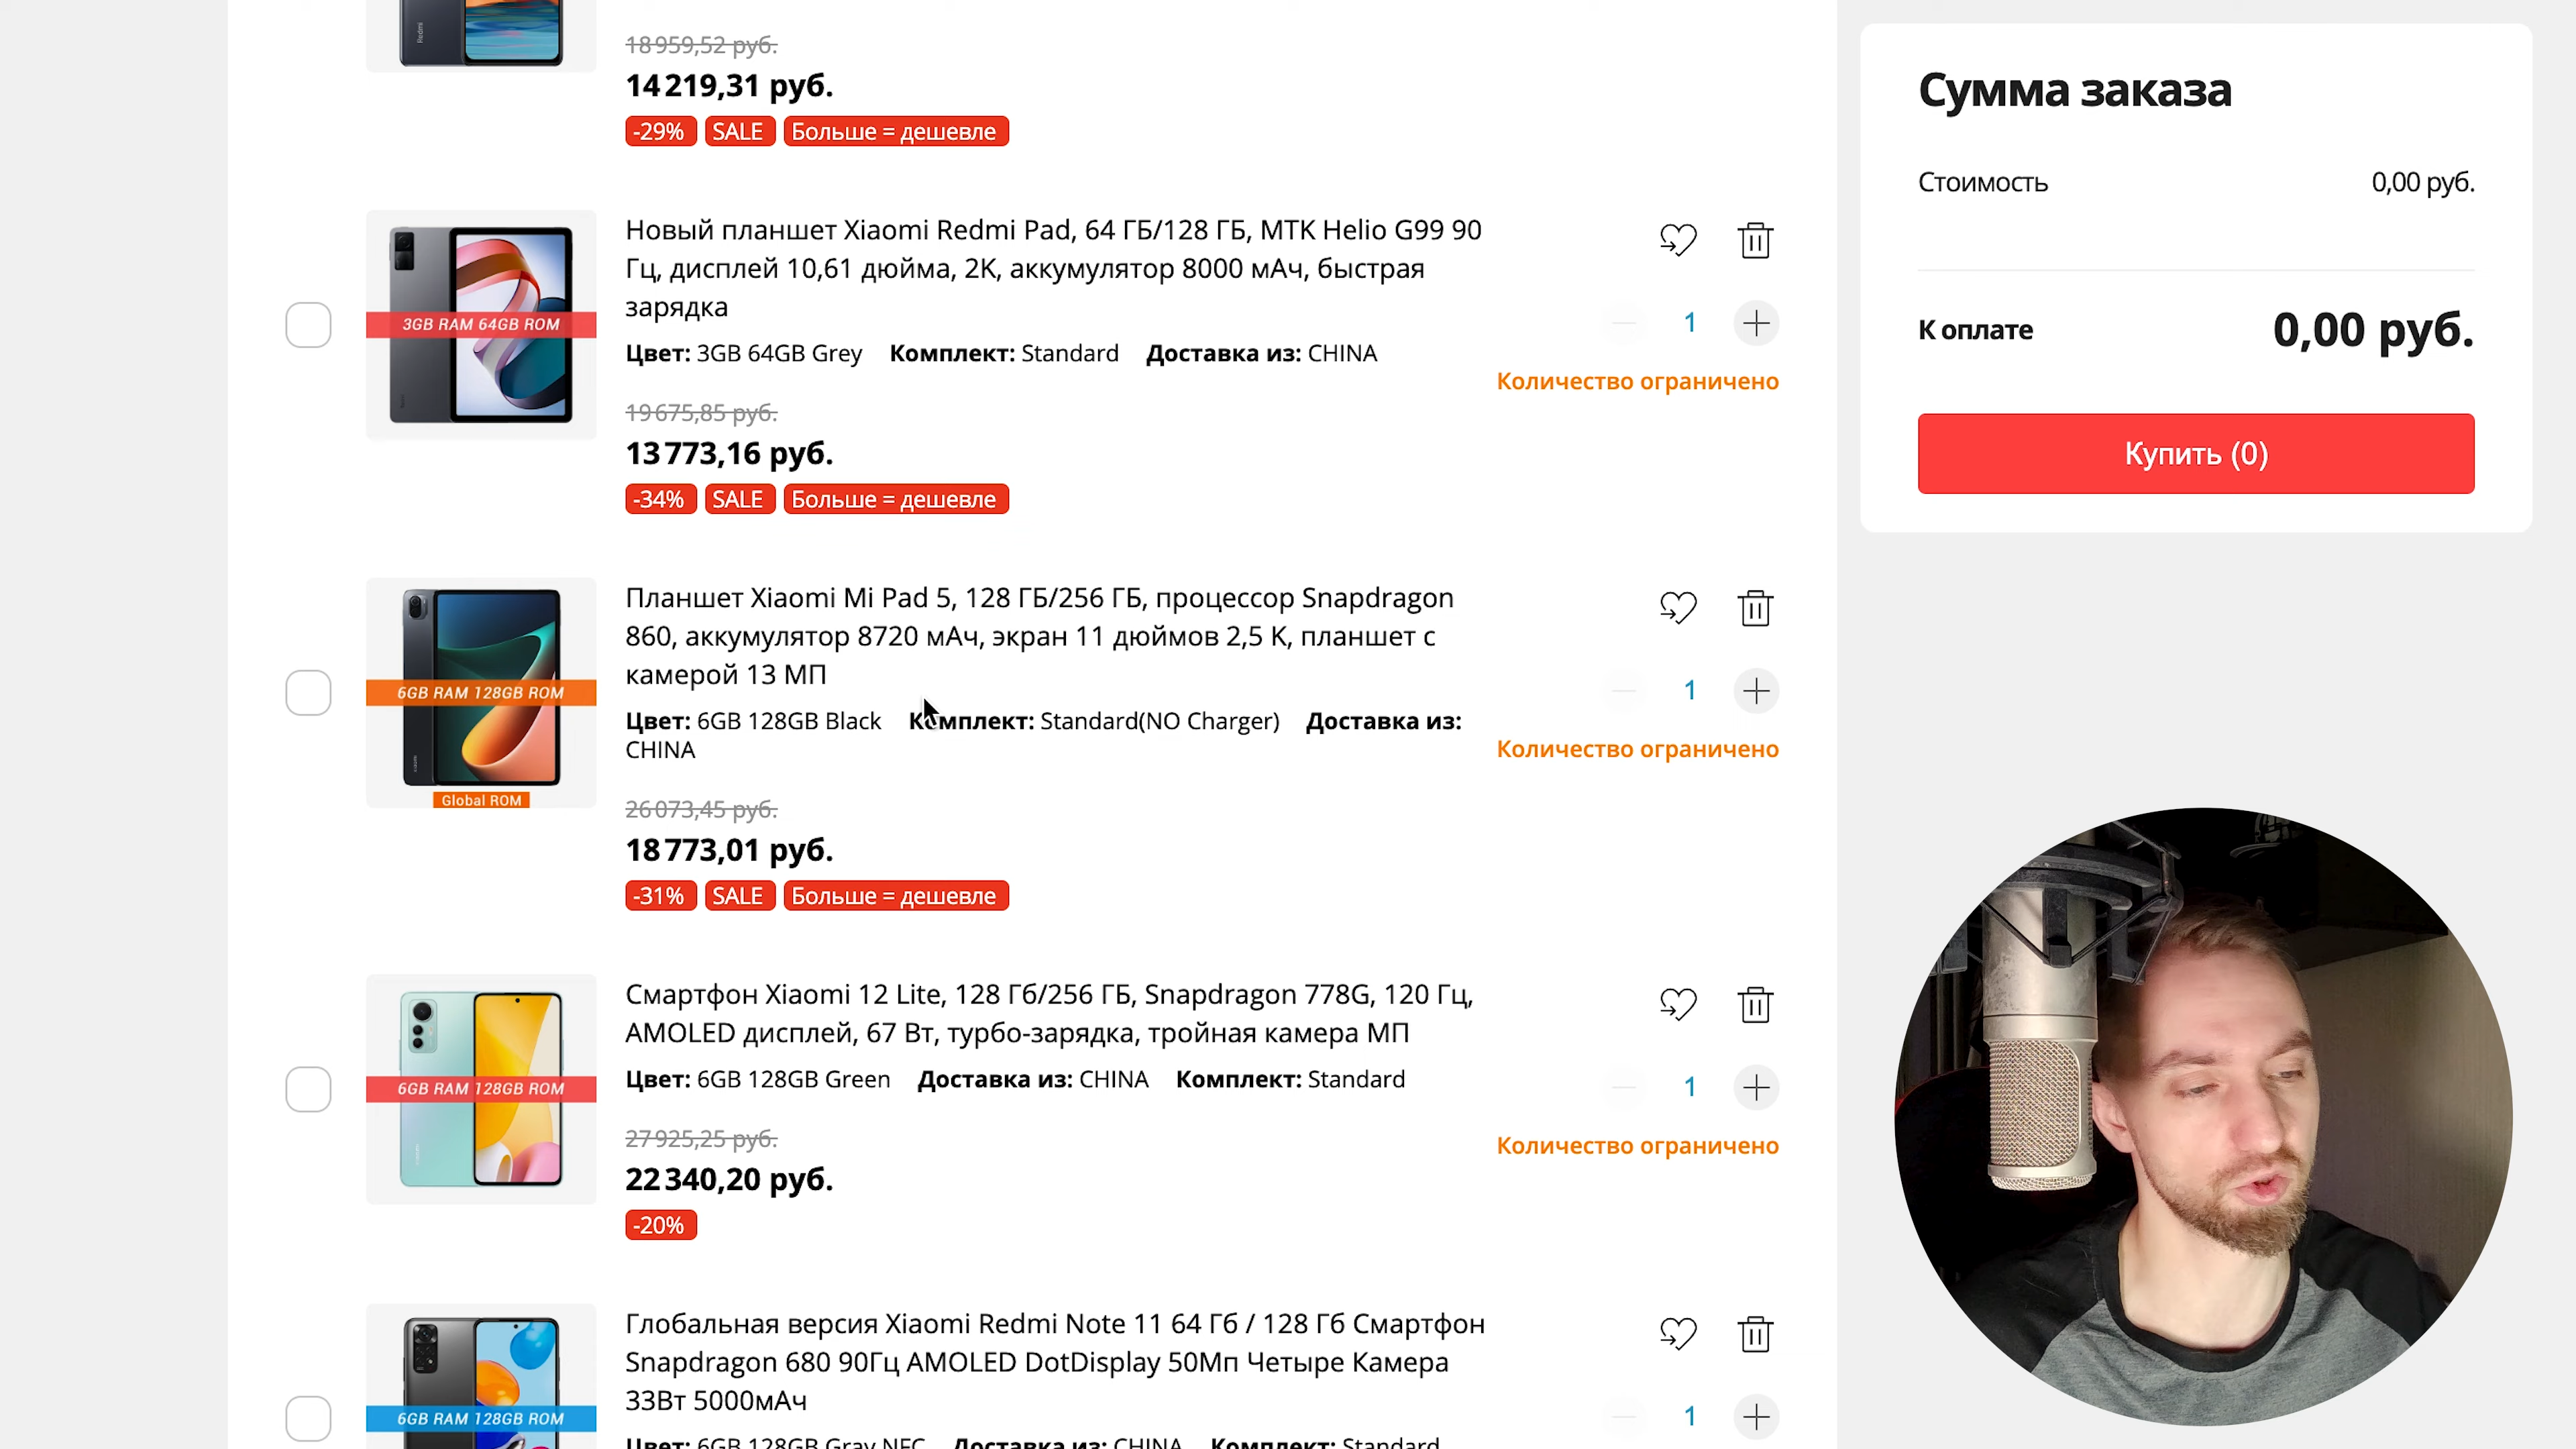 18 959,52 руб.
14 219,31 руб.
-29% SALE Больше = дешевле
Новый планшет Xiaomi Redmi Pad, 64 ГБ/128 ГБ, MTK Helio G99 90
Гц, дисплей 10,61 дюйма, 2K, аккумулятор 8000 мАч, быстрая
зарядка
3GB RAM 64GB ROM
1
Цвет: 3GB 64GB Grey Комплект: Standard Доставка из: CHINA
Количество ограничено
19 675,85 руб.
13 773,16 руб.
-34% SALE Больше = дешевле
Планшет Xiaomi Mi Pad 5, 128 ГБ/256 ГБ, процессор Snapdragon
860, аккумулятор 8720 мАч, экран 11 дюймов 2,5 K, планшет с
камерой 13 МП
6GB RAM 128GB ROM
Global ROM
1
Цвет: 6GB 128GB Black Комплект: Standard(NO Charger) Доставка из:
CHINA
Количество ограничено
26 073,45 руб.
18 773,01 руб.
-31% SALE Больше = дешевле
Смартфон Xiaomi 12 Lite, 128 Гб/256 ГБ, Snapdragon 778G, 120 Гц,
AMOLED дисплей, 67 Вт, турбо-зарядка, тройная камера МП
6GB RAM 128GB ROM
1
Цвет: 6GB 128GB Green Доставка из: CHINA Комплект: Standard
Количество ограничено
27 925,25 руб.
22 340,20 руб.
-20%
Глобальная версия Xiaomi Redmi Note 11 64 Гб / 128 Гб Смартфон
Snapdragon 680 90Гц AMOLED DotDisplay 50Мп Четыре Камера
33Вт 5000мАч
6GB RAM 128GB ROM
1
Цвет: 6GB 128GB Gray NFC Доставка из: CHINA Комплект: Standard
Сумма заказа
Стоимость 0,00 руб.
К оплате 0,00 руб.
Купить (0)